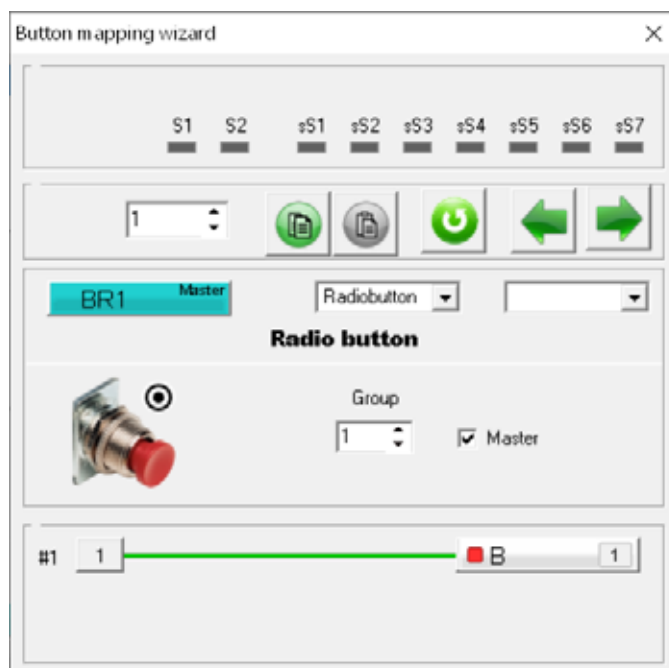 Button mapping wizard
S1 S2 sS1 sS2 sS3 sS4 sS5 sS6 sS7
1
BR1 Master Radiobutton
Radio button
Group
1 Master
#1 1 B 1